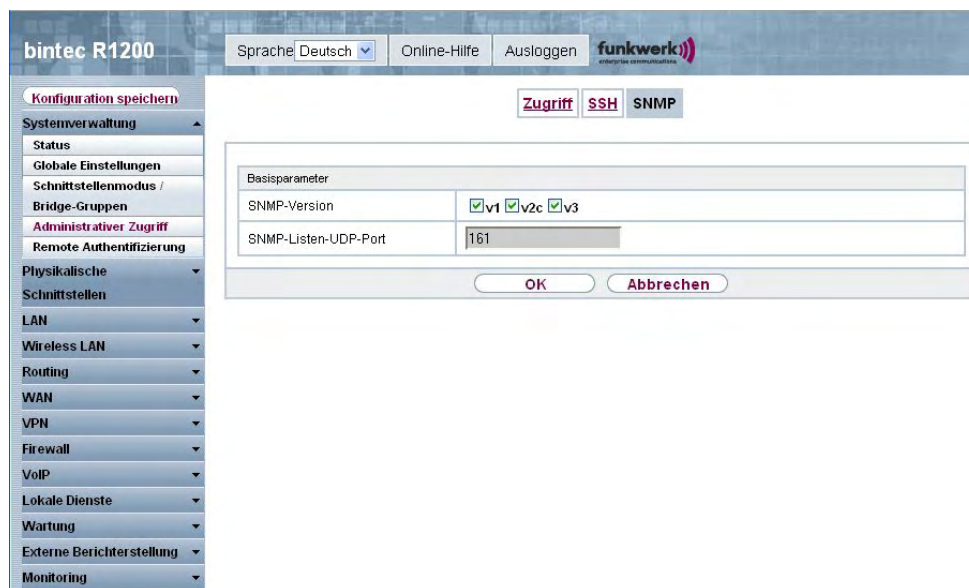 bintec R1200
Sprache Deutsch
Online-Hilfe
Ausloggen
funkwerk
enterprise communications
Konfiguration speichern
Systemverwaltung
Status
Globale Einstellungen
Schnittstellenmodus /
Bridge-Gruppen
Administrativer Zugriff
Remote Authentifizierung
Physikalische
Schnittstellen
LAN
Wireless LAN
Routing
WAN
VPN
Firewall
VoIP
Lokale Dienste
Wartung
Externe Berichterstellung
Monitoring
Zugriff SSH SNMP
Basisparameter
SNMP-Version v1 v2c v3
SNMP-Listen-UDP-Port 161
OK Abbrechen